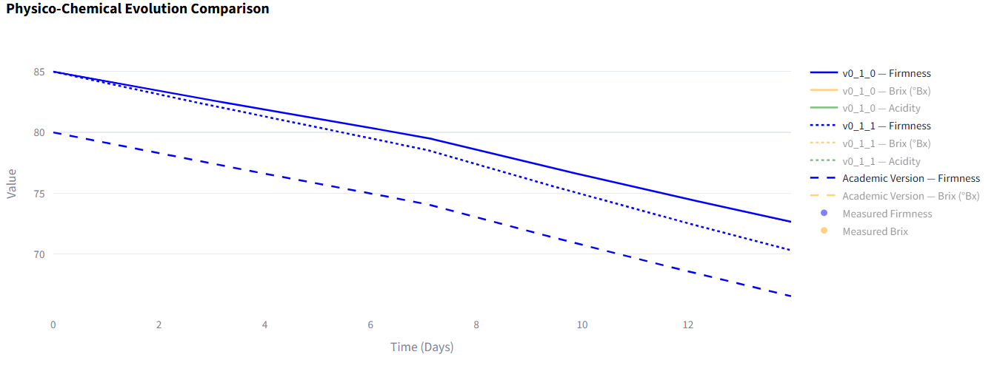 Physico-Chemical Evolution Comparison
85
80
75
70
Value
0 2 4 6 8 10 12
Time (Days)
v0_1_0 — Firmness
v0_1_0 — Brix (°Bx)
v0_1_0 — Acidity
v0_1_1 — Firmness
v0_1_1 — Brix (°Bx)
v0_1_1 — Acidity
Academic Version — Firmness
Academic Version — Brix (°Bx)
Measured Firmness
Measured Brix